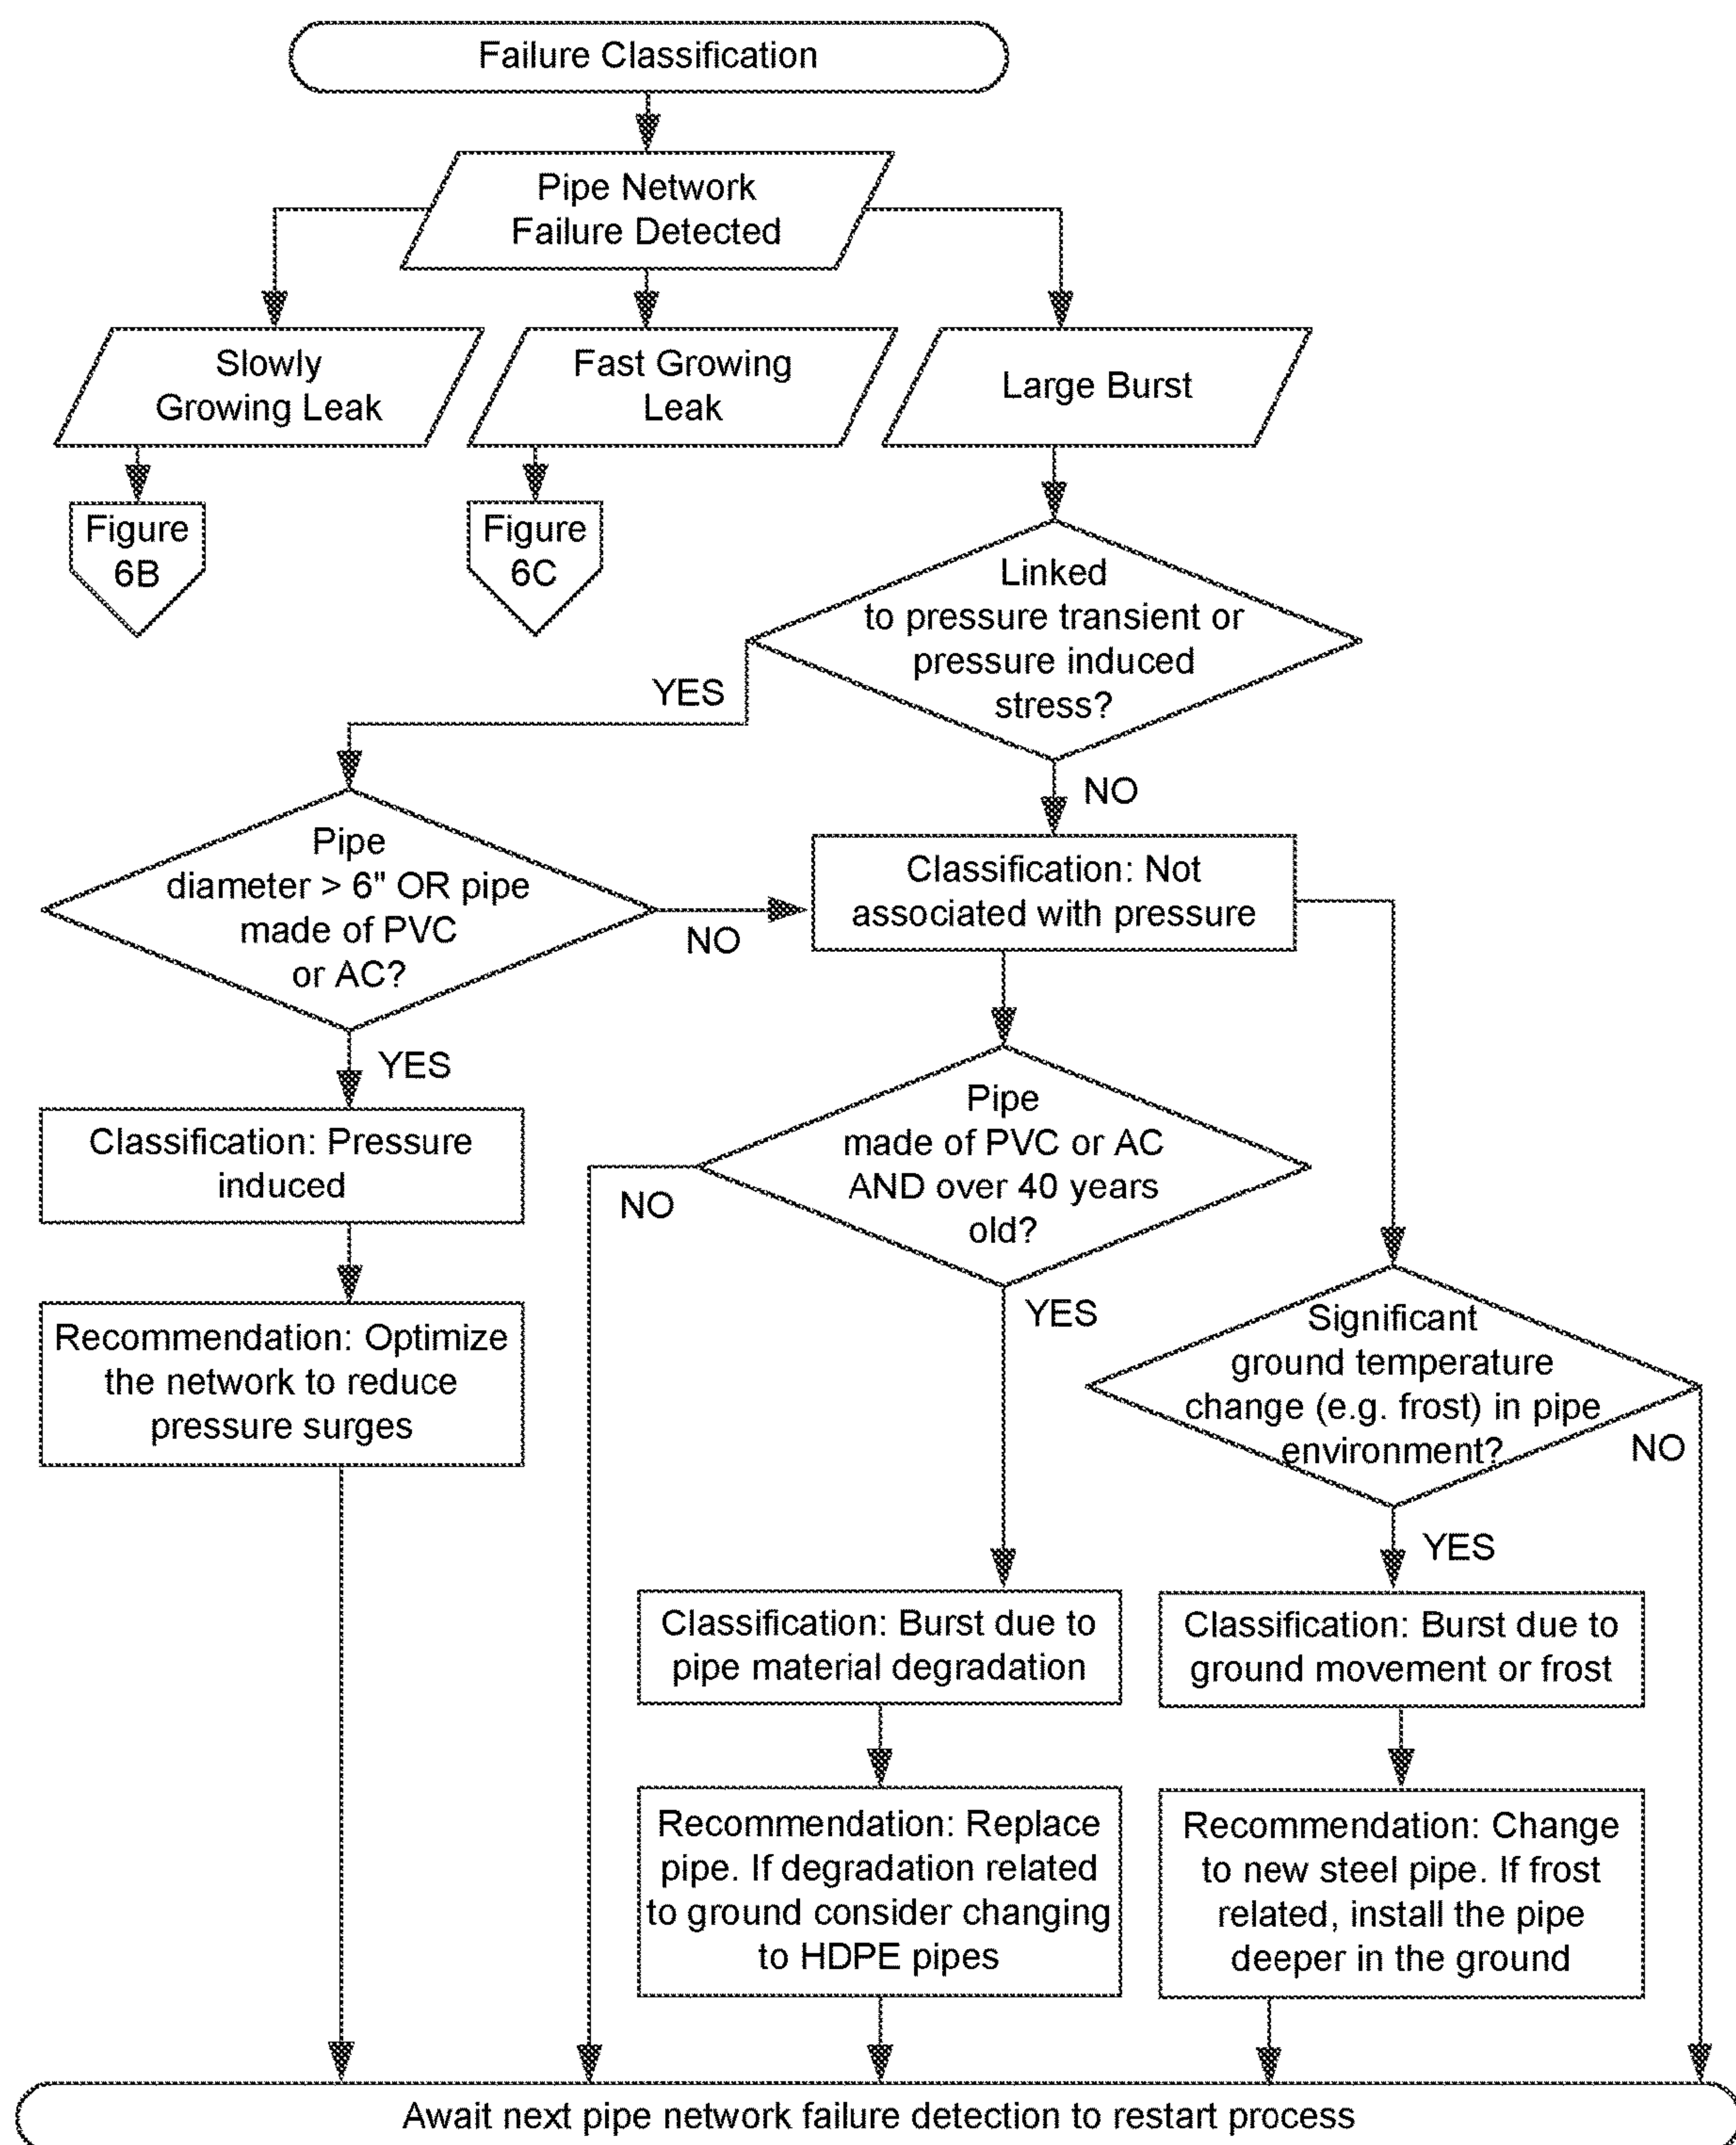 Failure Classification
Pipe Network
Failure Detected
Slowly
Growing Leak
Fast Growing
Leak
Large Burst
Figure
6B
Figure
6C
Linked
to pressure transient or
pressure induced
stress?
YES
NO
Pipe
diameter > 6" OR pipe
made of PVC
or AC?
NO
Classification: Not
associated with pressure
YES
Classification: Pressure
induced
Recommendation: Optimize
the network to reduce
pressure surges
Pipe
made of PVC or AC
AND over 40 years
old?
NO
YES
Significant
ground temperature
change (e.g. frost) in pipe
environment?
NO
YES
Classification: Burst due to
pipe material degradation
Classification: Burst due to
ground movement or frost
Recommendation: Replace
pipe. If degradation related
to ground consider changing
to HDPE pipes
Recommendation: Change
to new steel pipe. If frost
related, install the pipe
deeper in the ground
Await next pipe network failure detection to restart process